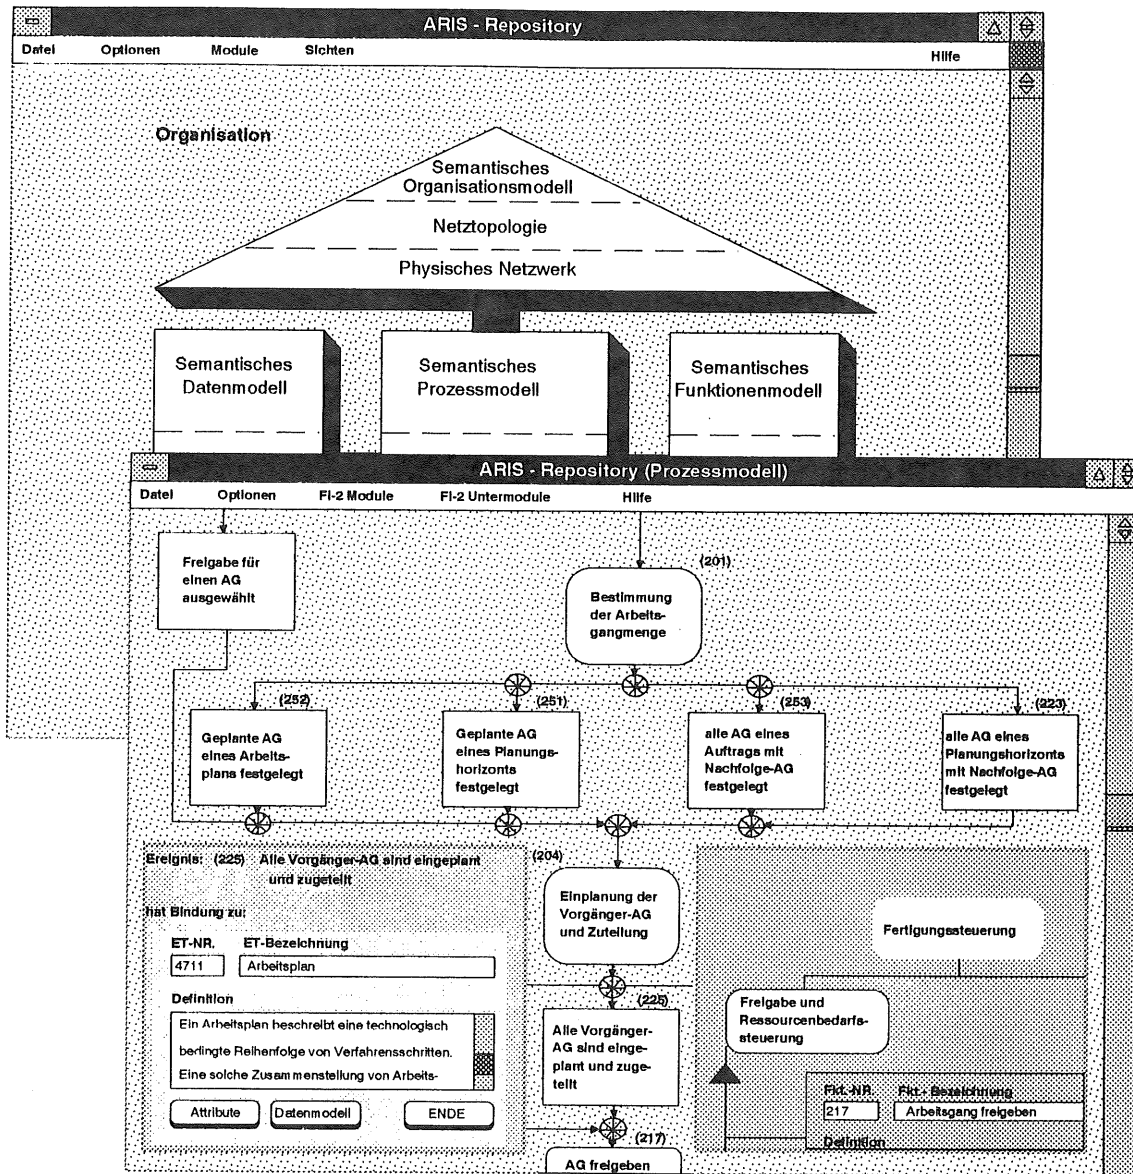 ARIS - Repository
Datei Optionen Module Sichten Hilfe
Organisation
Semantisches
Organisationsmodell
Netztopologie
Physisches Netzwerk
Semantisches
Datenmodell
Semantisches
Prozessmodell
Semantisches
Funktionenmodell
ARIS - Repository (Prozessmodell)
Datei Optionen FI-2 Module FI-2 Untermodule Hilfe
Freigabe für
einen AG
ausgewählt
(201)
Bestimmung
der Arbeits-
gangmenge
(252)
Geplante AG
eines Arbeits-
plans festgelegt
(251)
Geplante AG
eines Planungs-
horizonts
festgelegt
(253)
alle AG eines
Auftrags mit
Nachfolge-AG
festgelegt
(223)
alle AG eines
Planungshorizonts
mit Nachfolge-AG
festgelegt
Ereignis: (225) Alle Vorgänger-AG sind eingeplant
und zugeteilt
hat Bindung zu:
ET-NR. ET-Bezeichnung
4711 Arbeitsplan
Definition
Ein Arbeitsplan beschreibt eine technologisch
bedingte Reihenfolge von Verfahrensschritten.
Eine solche Zusammenstellung von Arbeits-
Attribute Datenmodell ENDE
(204)
Einplanung der
Vorgänger-AG
und Zuteilung
(225)
Alle Vorgänger-
AG sind einge-
plant und zuge-
teilt
(217)
AG freigeben
Fertigungssteuerung
Freigabe und
Ressourcenbedarfs-
steuerung
Fkt.-NR. Fkt.- Bezeichnung
217 Arbeitsgang freigeben
Definition